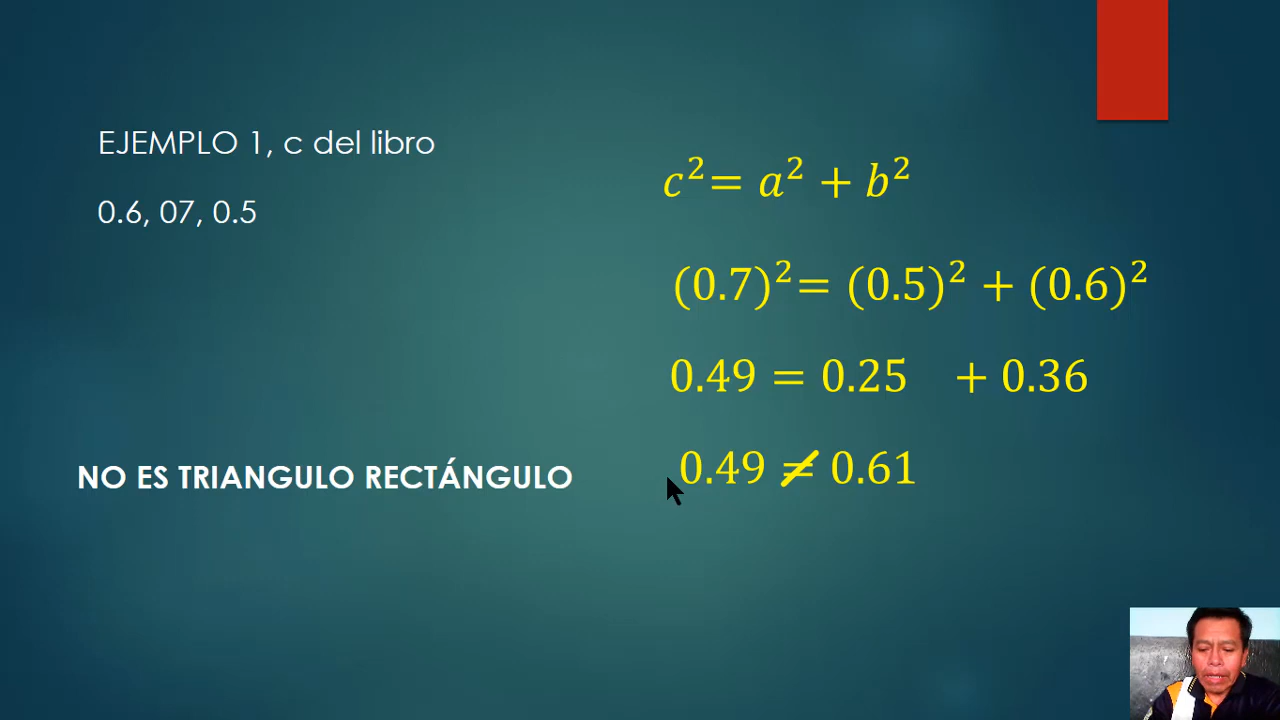 EJEMPLO 1, c del libro
0.6, 07, 0.5
c² = a² + b²
(0.7)² = (0.5)² + (0.6)²
0.49 = 0.25 + 0.36
0.49 ≠ 0.61
NO ES TRIANGULO RECTÁNGULO